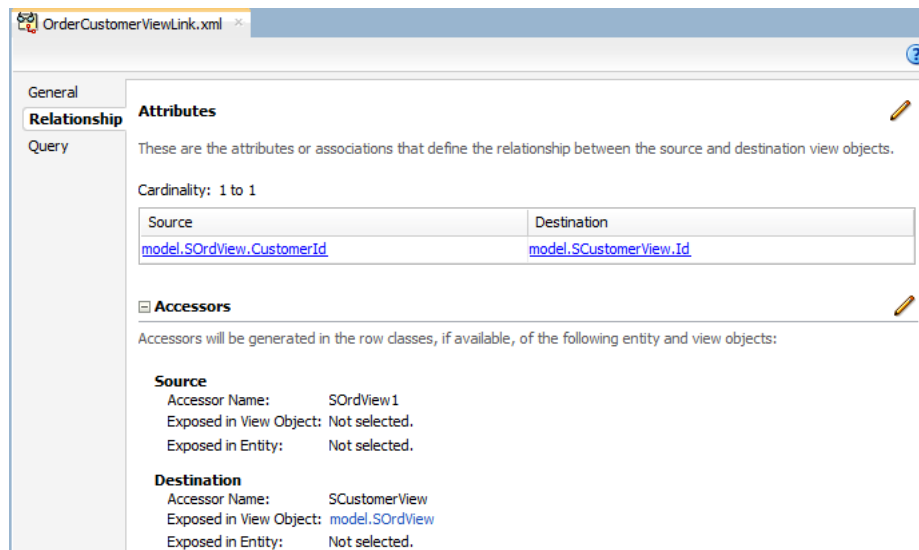 OrderCustomerViewLink.xml
General
Relationship
Query
Attributes
These are the attributes or associations that define the relationship between the source and destination view objects.
Cardinality: 1 to 1
Source Destination
model.SOrdView.CustomerId model.SCustomerView.Id
Accessors
Accessors will be generated in the row classes, if available, of the following entity and view objects:
Source
Accessor Name: SOrdView1
Exposed in View Object: Not selected.
Exposed in Entity: Not selected.
Destination
Accessor Name: SCustomerView
Exposed in View Object: model.SOrdView
Exposed in Entity: Not selected.